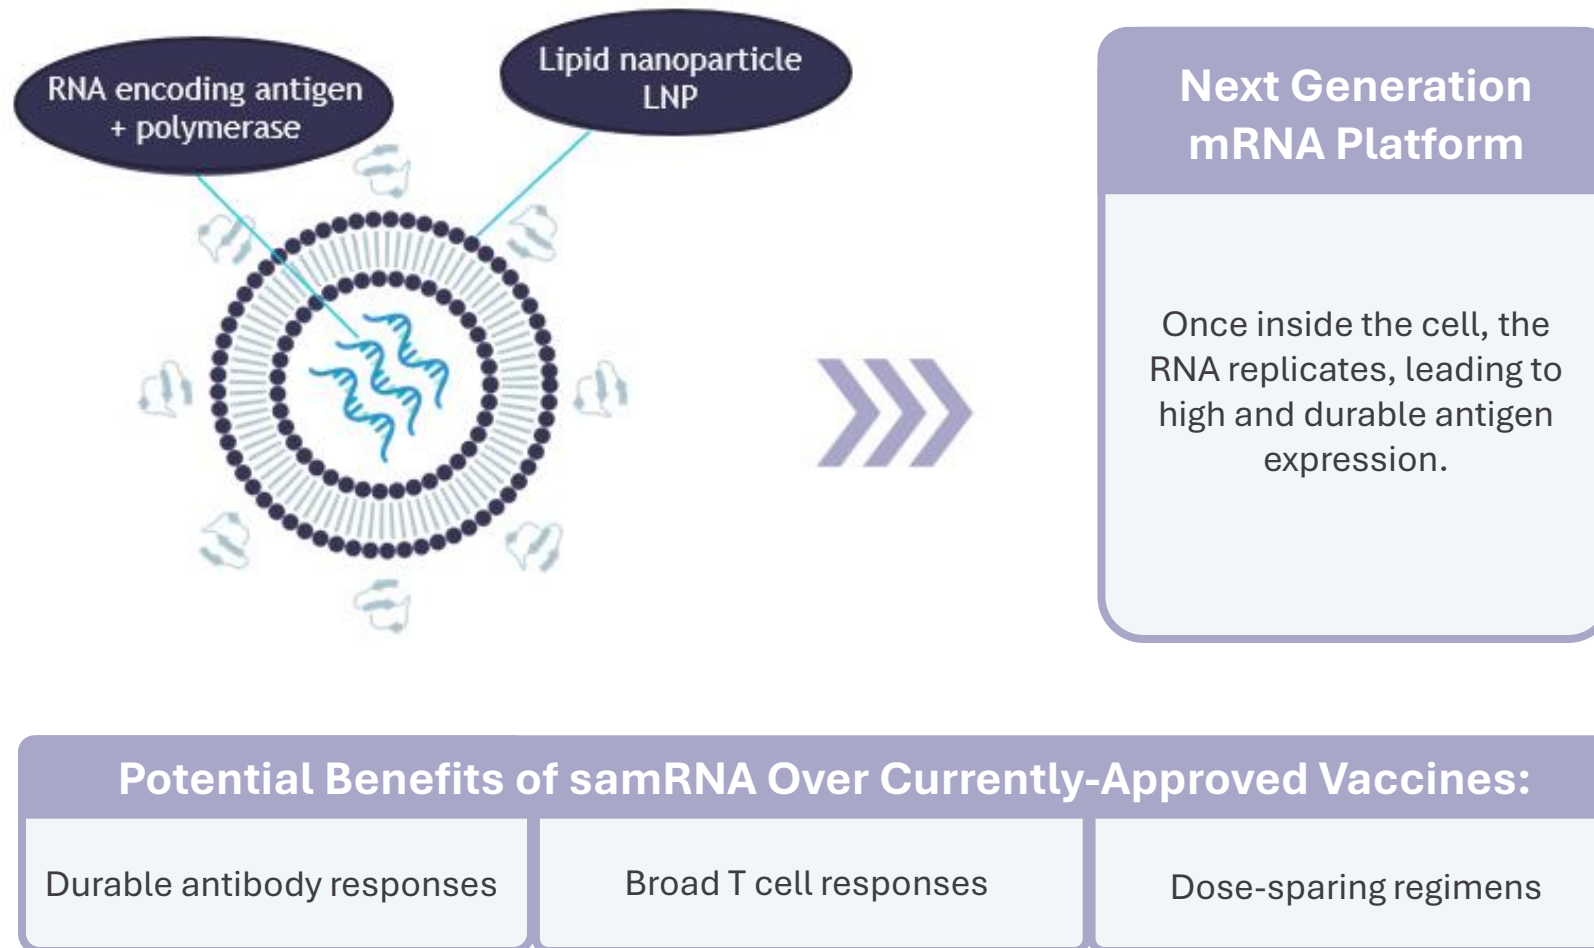 RNA encoding antigen
+ polymerase
Lipid nanoparticle
LNP
Next Generation
mRNA Platform
Once inside the cell, the
RNA replicates, leading to
high and durable antigen
expression.
Potential Benefits of samRNA Over Currently-Approved Vaccines:
Durable antibody responses
Broad T cell responses
Dose-sparing regimens